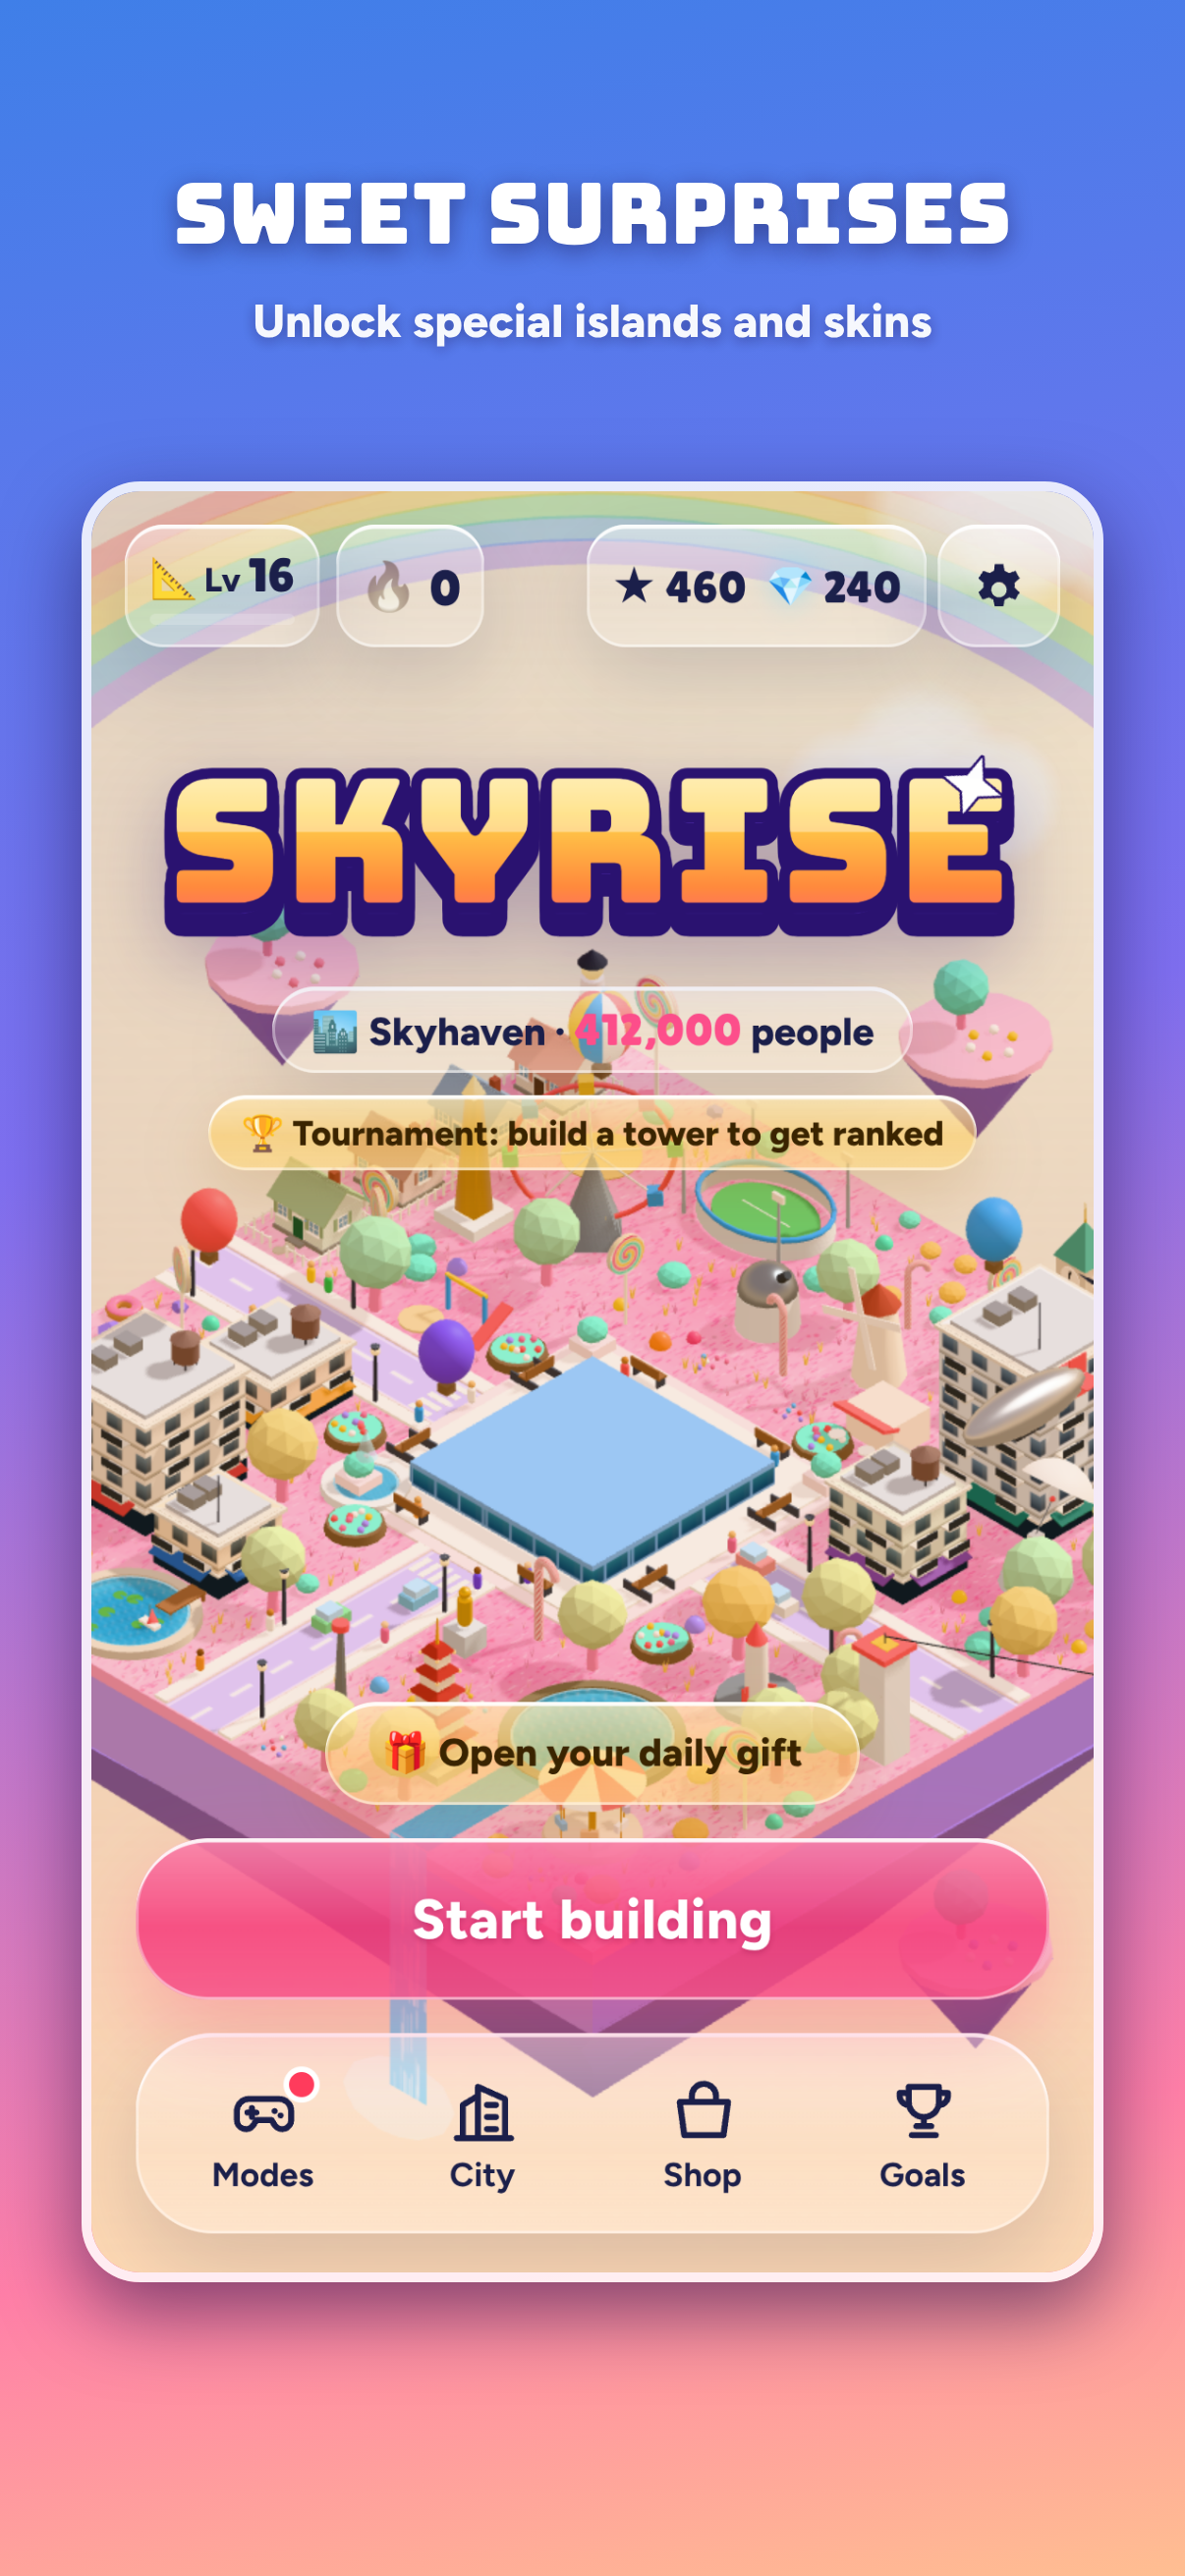 SWEET SURPRISES
Unlock special islands and skins
Lv 16
0
★ 460 240
SKYRISE
Skyhaven · 412,000 people
Tournament: build a tower to get ranked
Open your daily gift
Start building
Modes City Shop Goals